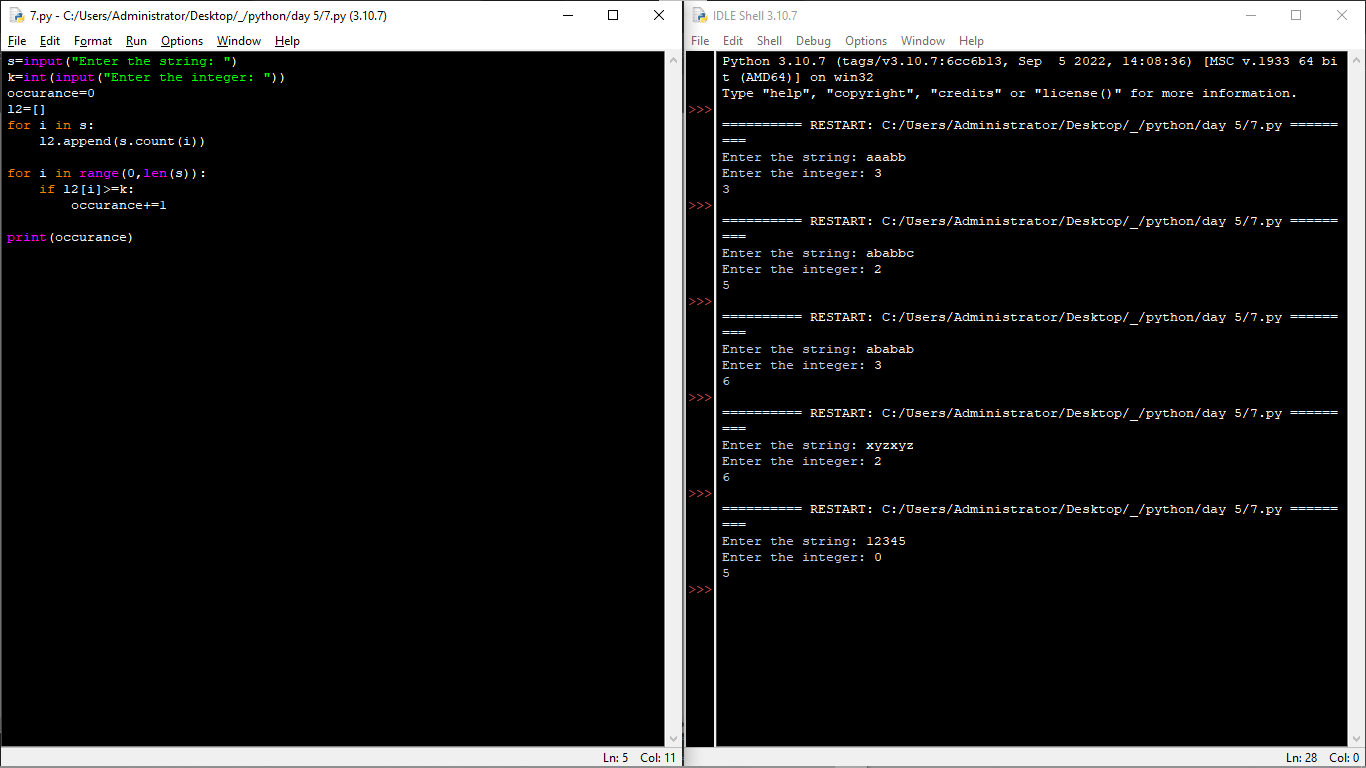 7.py - C:/Users/Administrator/Desktop/_/python/day 5/7.py (3.10.7)
File Edit Format Run Options Window Help
s=input("Enter the string: ")
k=int(input("Enter the integer: "))
occurance=0
l2=[]
for i in s:
    l2.append(s.count(i))
for i in range(0,len(s)):
    if l2[i]>=k:
        occurance+=1
print(occurance)
Ln: 5 Col: 11
IDLE Shell 3.10.7
File Edit Shell Debug Options Window Help
Python 3.10.7 (tags/v3.10.7:6cc6b13, Sep  5 2022, 14:08:36) [MSC v.1933 64 bi
t (AMD64)] on win32
Type "help", "copyright", "credits" or "license()" for more information.
>>>
========== RESTART: C:/Users/Administrator/Desktop/_/python/day 5/7.py ======
===
Enter the string: aaabb
Enter the integer: 3
3
>>>
========== RESTART: C:/Users/Administrator/Desktop/_/python/day 5/7.py ======
===
Enter the string: ababbc
Enter the integer: 2
5
>>>
========== RESTART: C:/Users/Administrator/Desktop/_/python/day 5/7.py ======
===
Enter the string: ababab
Enter the integer: 3
6
>>>
========== RESTART: C:/Users/Administrator/Desktop/_/python/day 5/7.py ======
===
Enter the string: xyzxyz
Enter the integer: 2
6
>>>
========== RESTART: C:/Users/Administrator/Desktop/_/python/day 5/7.py ======
===
Enter the string: 12345
Enter the integer: 0
5
>>>
Ln: 28 Col: 0